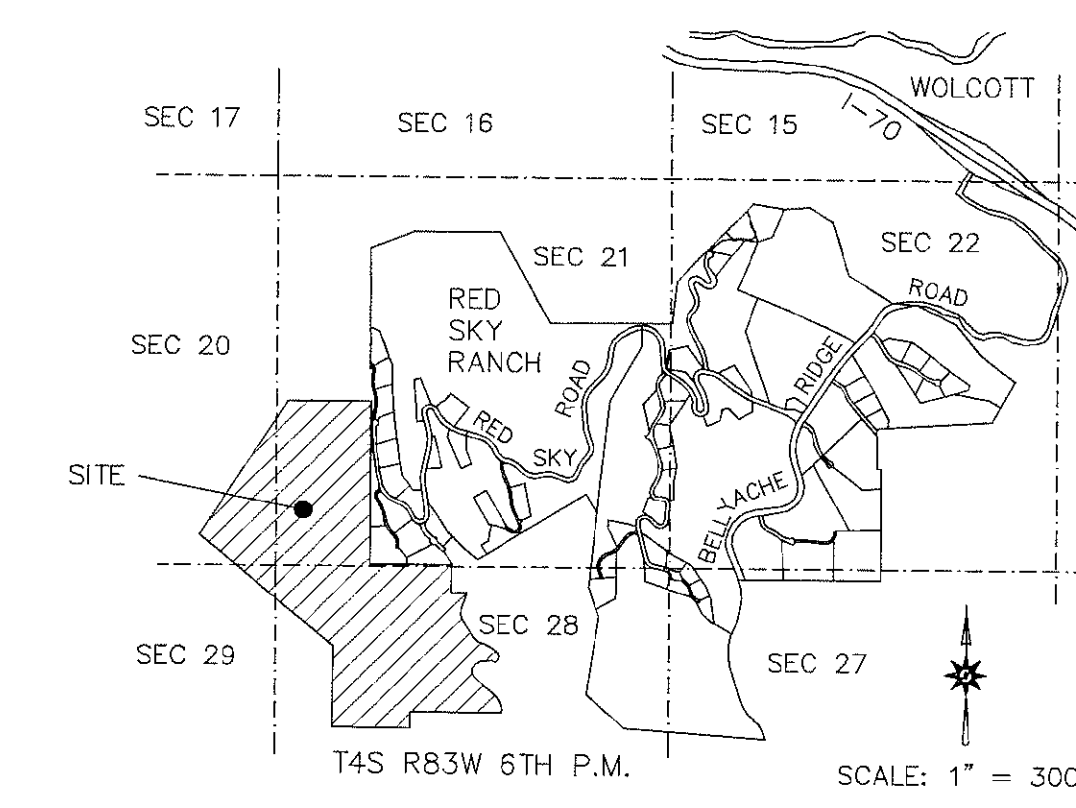 WOLCOTT
I-70
SEC 17
SEC 16
SEC 15
SEC 21
SEC 22
RED
SKY
RANCH
SEC 20
ROAD
RIDGE
BELLYACHE
RED
SKY
ROAD
SITE
SEC 29
SEC 28
SEC 27
T4S R83W 6TH P.M.
SCALE: 1" = 300